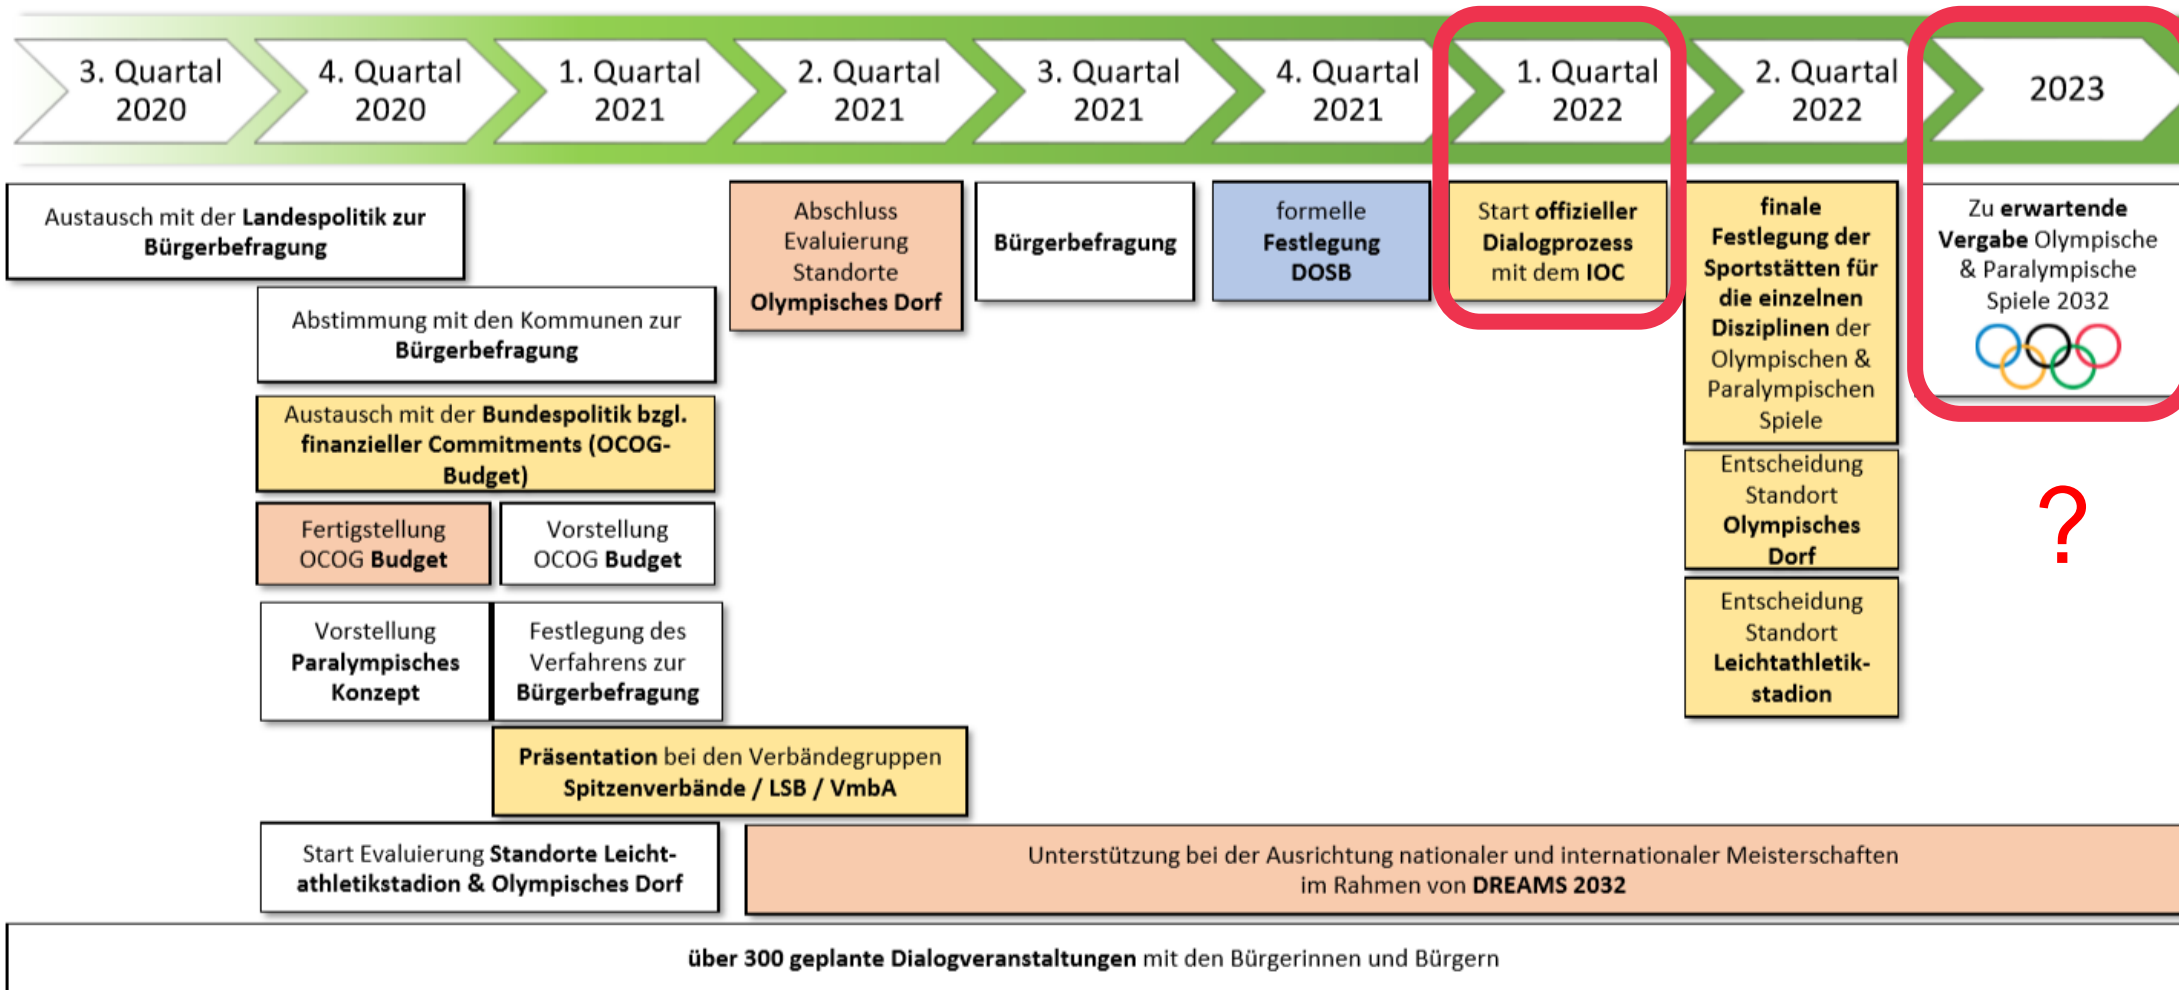 3. Quartal
2020
4. Quartal
2020
1. Quartal
2021
2. Quartal
2021
3. Quartal
2021
4. Quartal
2021
1. Quartal
2022
2. Quartal
2022
2023
Austausch mit der Landespolitik zur
Bürgerbefragung
Abstimmung mit den Kommunen zur
Bürgerbefragung
Austausch mit der Bundespolitik bzgl.
finanzieller Commitments (OCOG-
Budget)
Fertigstellung
OCOG Budget
Vorstellung
OCOG Budget
Vorstellung
Paralympisches
Konzept
Festlegung des
Verfahrens zur
Bürgerbefragung
Präsentation bei den Verbändegruppen
Spitzenverbände / LSB / VmbA
Start Evaluierung Standorte Leicht-
athletikstadion & Olympisches Dorf
Abschluss
Evaluierung
Standorte
Olympisches Dorf
Bürgerbefragung
formelle
Festlegung
DOSB
Start offizieller
Dialogprozess
mit dem IOC
finale
Festlegung der
Sportstätten für
die einzelnen
Disziplinen der
Olympischen &
Paralympischen
Spiele
Entscheidung
Standort
Olympisches
Dorf
Entscheidung
Standort
Leichtathletik-
stadion
Zu erwartende
Vergabe Olympische
& Paralympische
Spiele 2032
?
Unterstützung bei der Ausrichtung nationaler und internationaler Meisterschaften
im Rahmen von DREAMS 2032
über 300 geplante Dialogveranstaltungen mit den Bürgerinnen und Bürgern